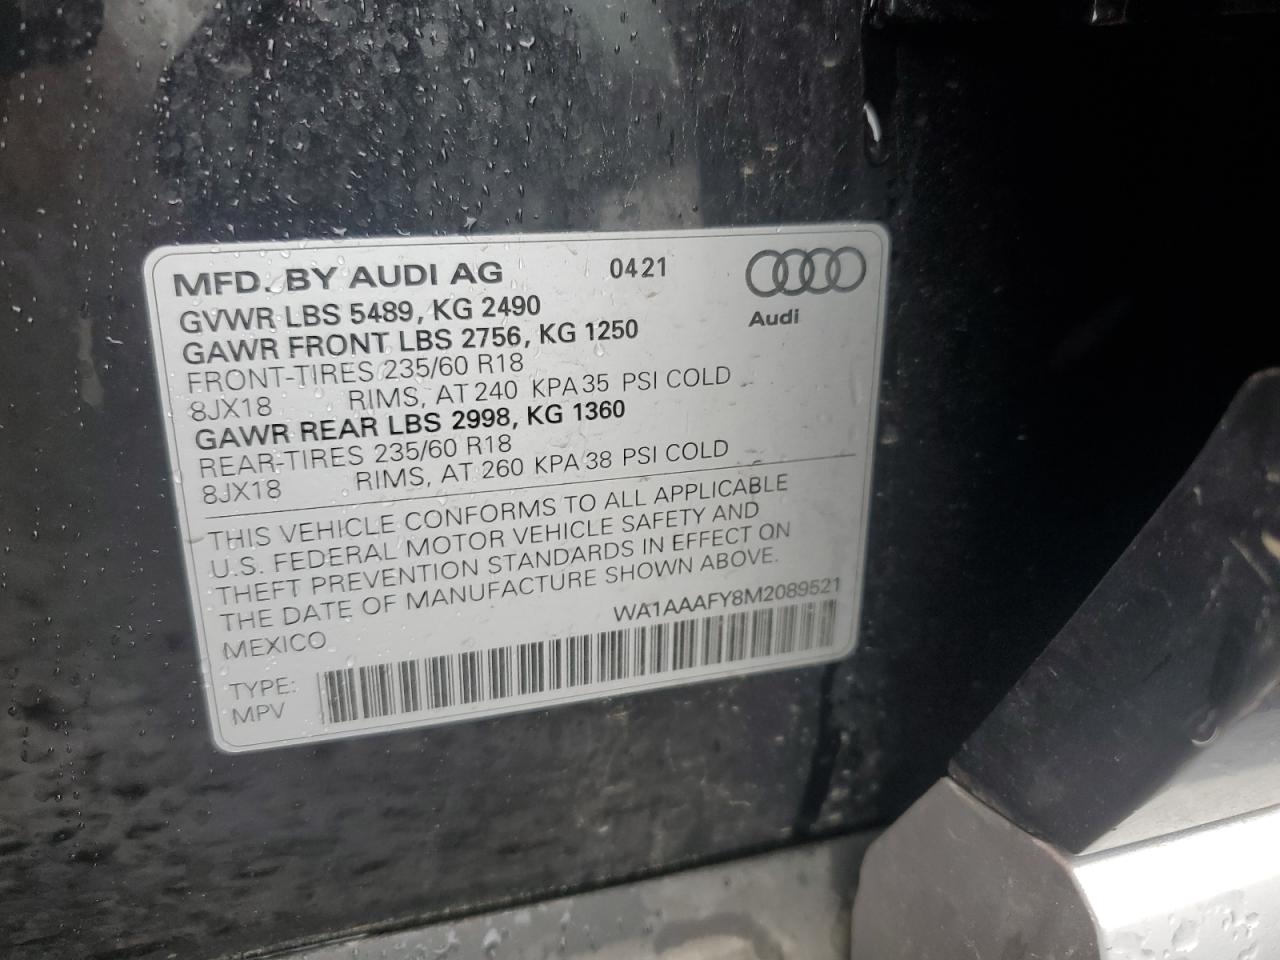 MFD. BY AUDI AG 0421
GVWR LBS 5489, KG 2490
Audi
GAWR FRONT LBS 2756, KG 1250
FRONT-TIRES 235/60 R18
8JX18 RIMS, AT 240 KPA 35 PSI COLD
GAWR REAR LBS 2998, KG 1360
REAR-TIRES 235/60 R18
8JX18 RIMS, AT 260 KPA 38 PSI COLD
THIS VEHICLE CONFORMS TO ALL APPLICABLE
U.S. FEDERAL MOTOR VEHICLE SAFETY AND
THEFT PREVENTION STANDARDS IN EFFECT ON
THE DATE OF MANUFACTURE SHOWN ABOVE.
MEXICO WA1AAAFY8M2089521
TYPE:
MPV